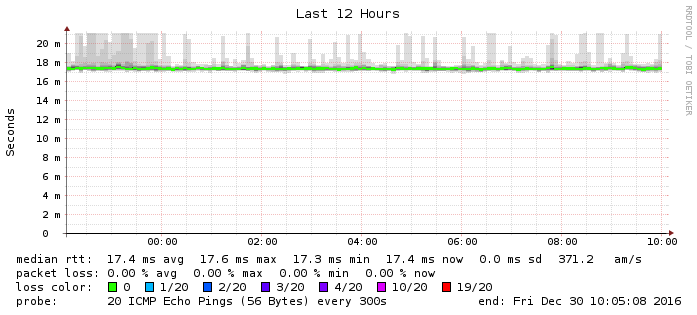 Last 12 Hours
RRDTOOL / TOBI OETIKER
Seconds
20 m
18 m
16 m
14 m
12 m
10 m
8 m
6 m
4 m
2 m
0
00:00 02:00 04:00 06:00 08:00 10:00
median rtt: 17.4 ms avg 17.6 ms max 17.3 ms min 17.4 ms now 0.0 ms sd 371.2 am/s
packet loss: 0.00 % avg 0.00 % max 0.00 % min 0.00 % now
loss color: 0 1/20 2/20 3/20 4/20 10/20 19/20
probe: 20 ICMP Echo Pings (56 Bytes) every 300s end: Fri Dec 30 10:05:08 2016